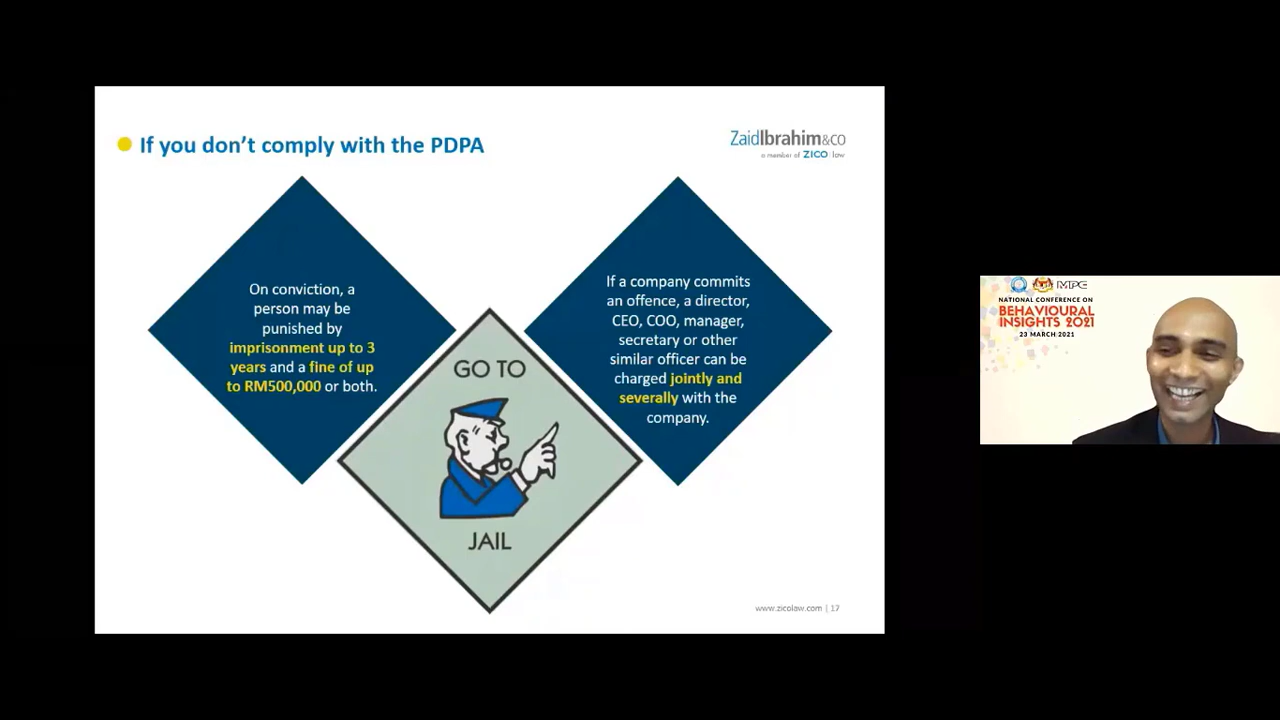 If you don't comply with the PDPA
ZaidIbrahim&co
a member of ZICO law
On conviction, a
person may be
punished by
imprisonment up to 3
years and a fine of up
to RM500,000 or both.
If a company commits
an offence, a director,
CEO, COO, manager,
secretary or other
similar officer can be
charged jointly and
severally with the
company.
GO TO
JAIL
www.zicolaw.com | 17
MPC
NATIONAL CONFERENCE ON
BEHAVIOURAL
INSIGHTS 2021
23 MARCH 2021